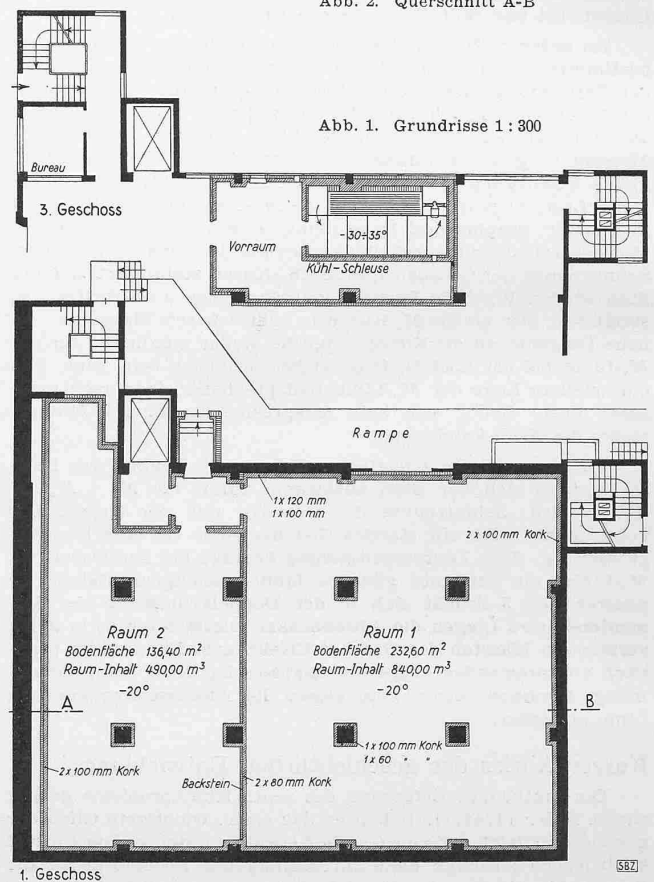 Abb. 2. Querschnitt A-B
Abb. 1. Grundrisse 1 : 300
Bureau
3. Geschoss
Vorraum
-30÷35°
Kühl-Schleuse
Rampe
1 x 120 mm
1 x 100 mm
2 x 100 mm Kork
Raum 2
Bodenfläche 136,40 m²
Raum-Inhalt 490,00 m³
-20°
Raum 1
Bodenfläche 232,60 m²
Raum-Inhalt 840,00 m³
-20°
A
B
1 x 100 mm Kork
1 x 60 " "
2 x 100 mm Kork
Backstein
2 x 80 mm Kork
1. Geschoss
SBZ